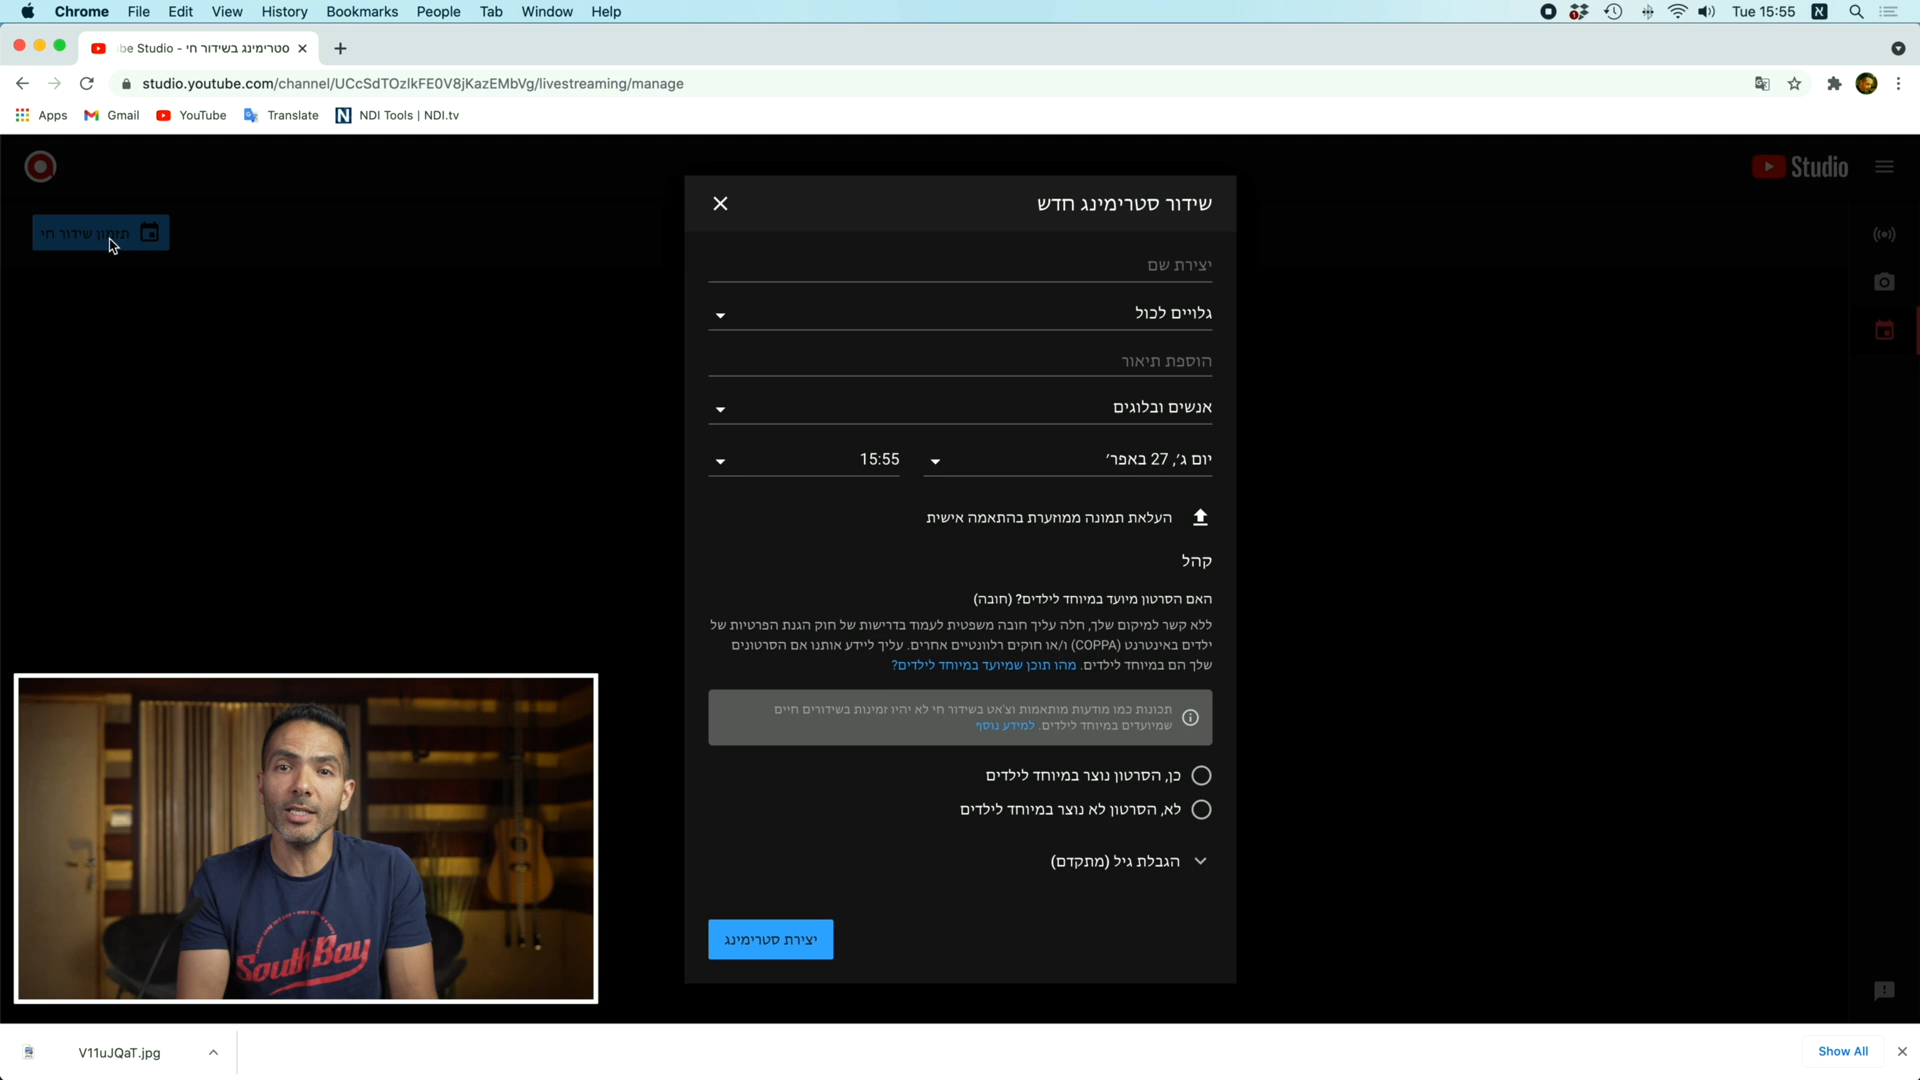 Chrome File Edit View History Bookmarks People Tab Window Help
Tue 15:55
א
be Studio - סטרימינג בשידור חי
studio.youtube.com/channel/UCcSdTOzlkFE0V8jKazEMbVg/livestreaming/manage
Apps Gmail YouTube Translate NDI Tools | NDI.tv
Studio
תזמון שידור חי
שידור סטרימינג חדש
יצירת שם
גלויים לכול
הוספת תיאור
אנשים ובלוגים
יום ג׳, 27 באפר׳
15:55
העלאת תמונה ממוזערת בהתאמה אישית
קהל
האם הסרטון מיועד במיוחד לילדים? (חובה)
ללא קשר למיקום שלך, חלה עליך חובה משפטית לעמוד בדרישות של חוק הגנת הפרטיות של
ילדים באינטרנט (COPPA) ו/או חוקים רלוונטיים אחרים. עליך ליידע אותנו אם הסרטונים
שלך הם במיוחד לילדים. מהו תוכן שמיועד במיוחד לילדים?
תכונות כמו מודעות מותאמות וצ'אט בשידור חי לא יהיו זמינות בשידורים חיים
שמיועדים במיוחד לילדים. למידע נוסף
כן, הסרטון נוצר במיוחד לילדים
לא, הסרטון לא נוצר במיוחד לילדים
הגבלת גיל (מתקדם)
יצירת סטרימינג
South Bay
V11uJQaT.jpg
Show All